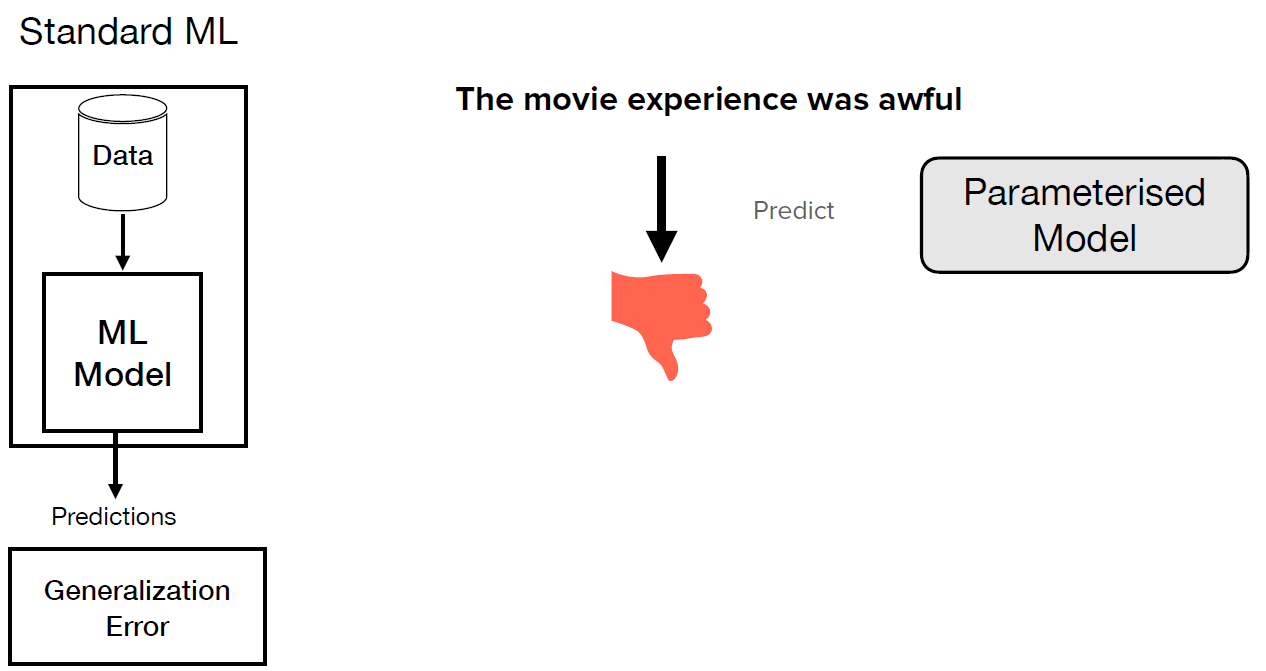 Standard ML
Data
ML
Model
Predictions
Generalization
Error
The movie experience was awful
Predict
Parameterised
Model